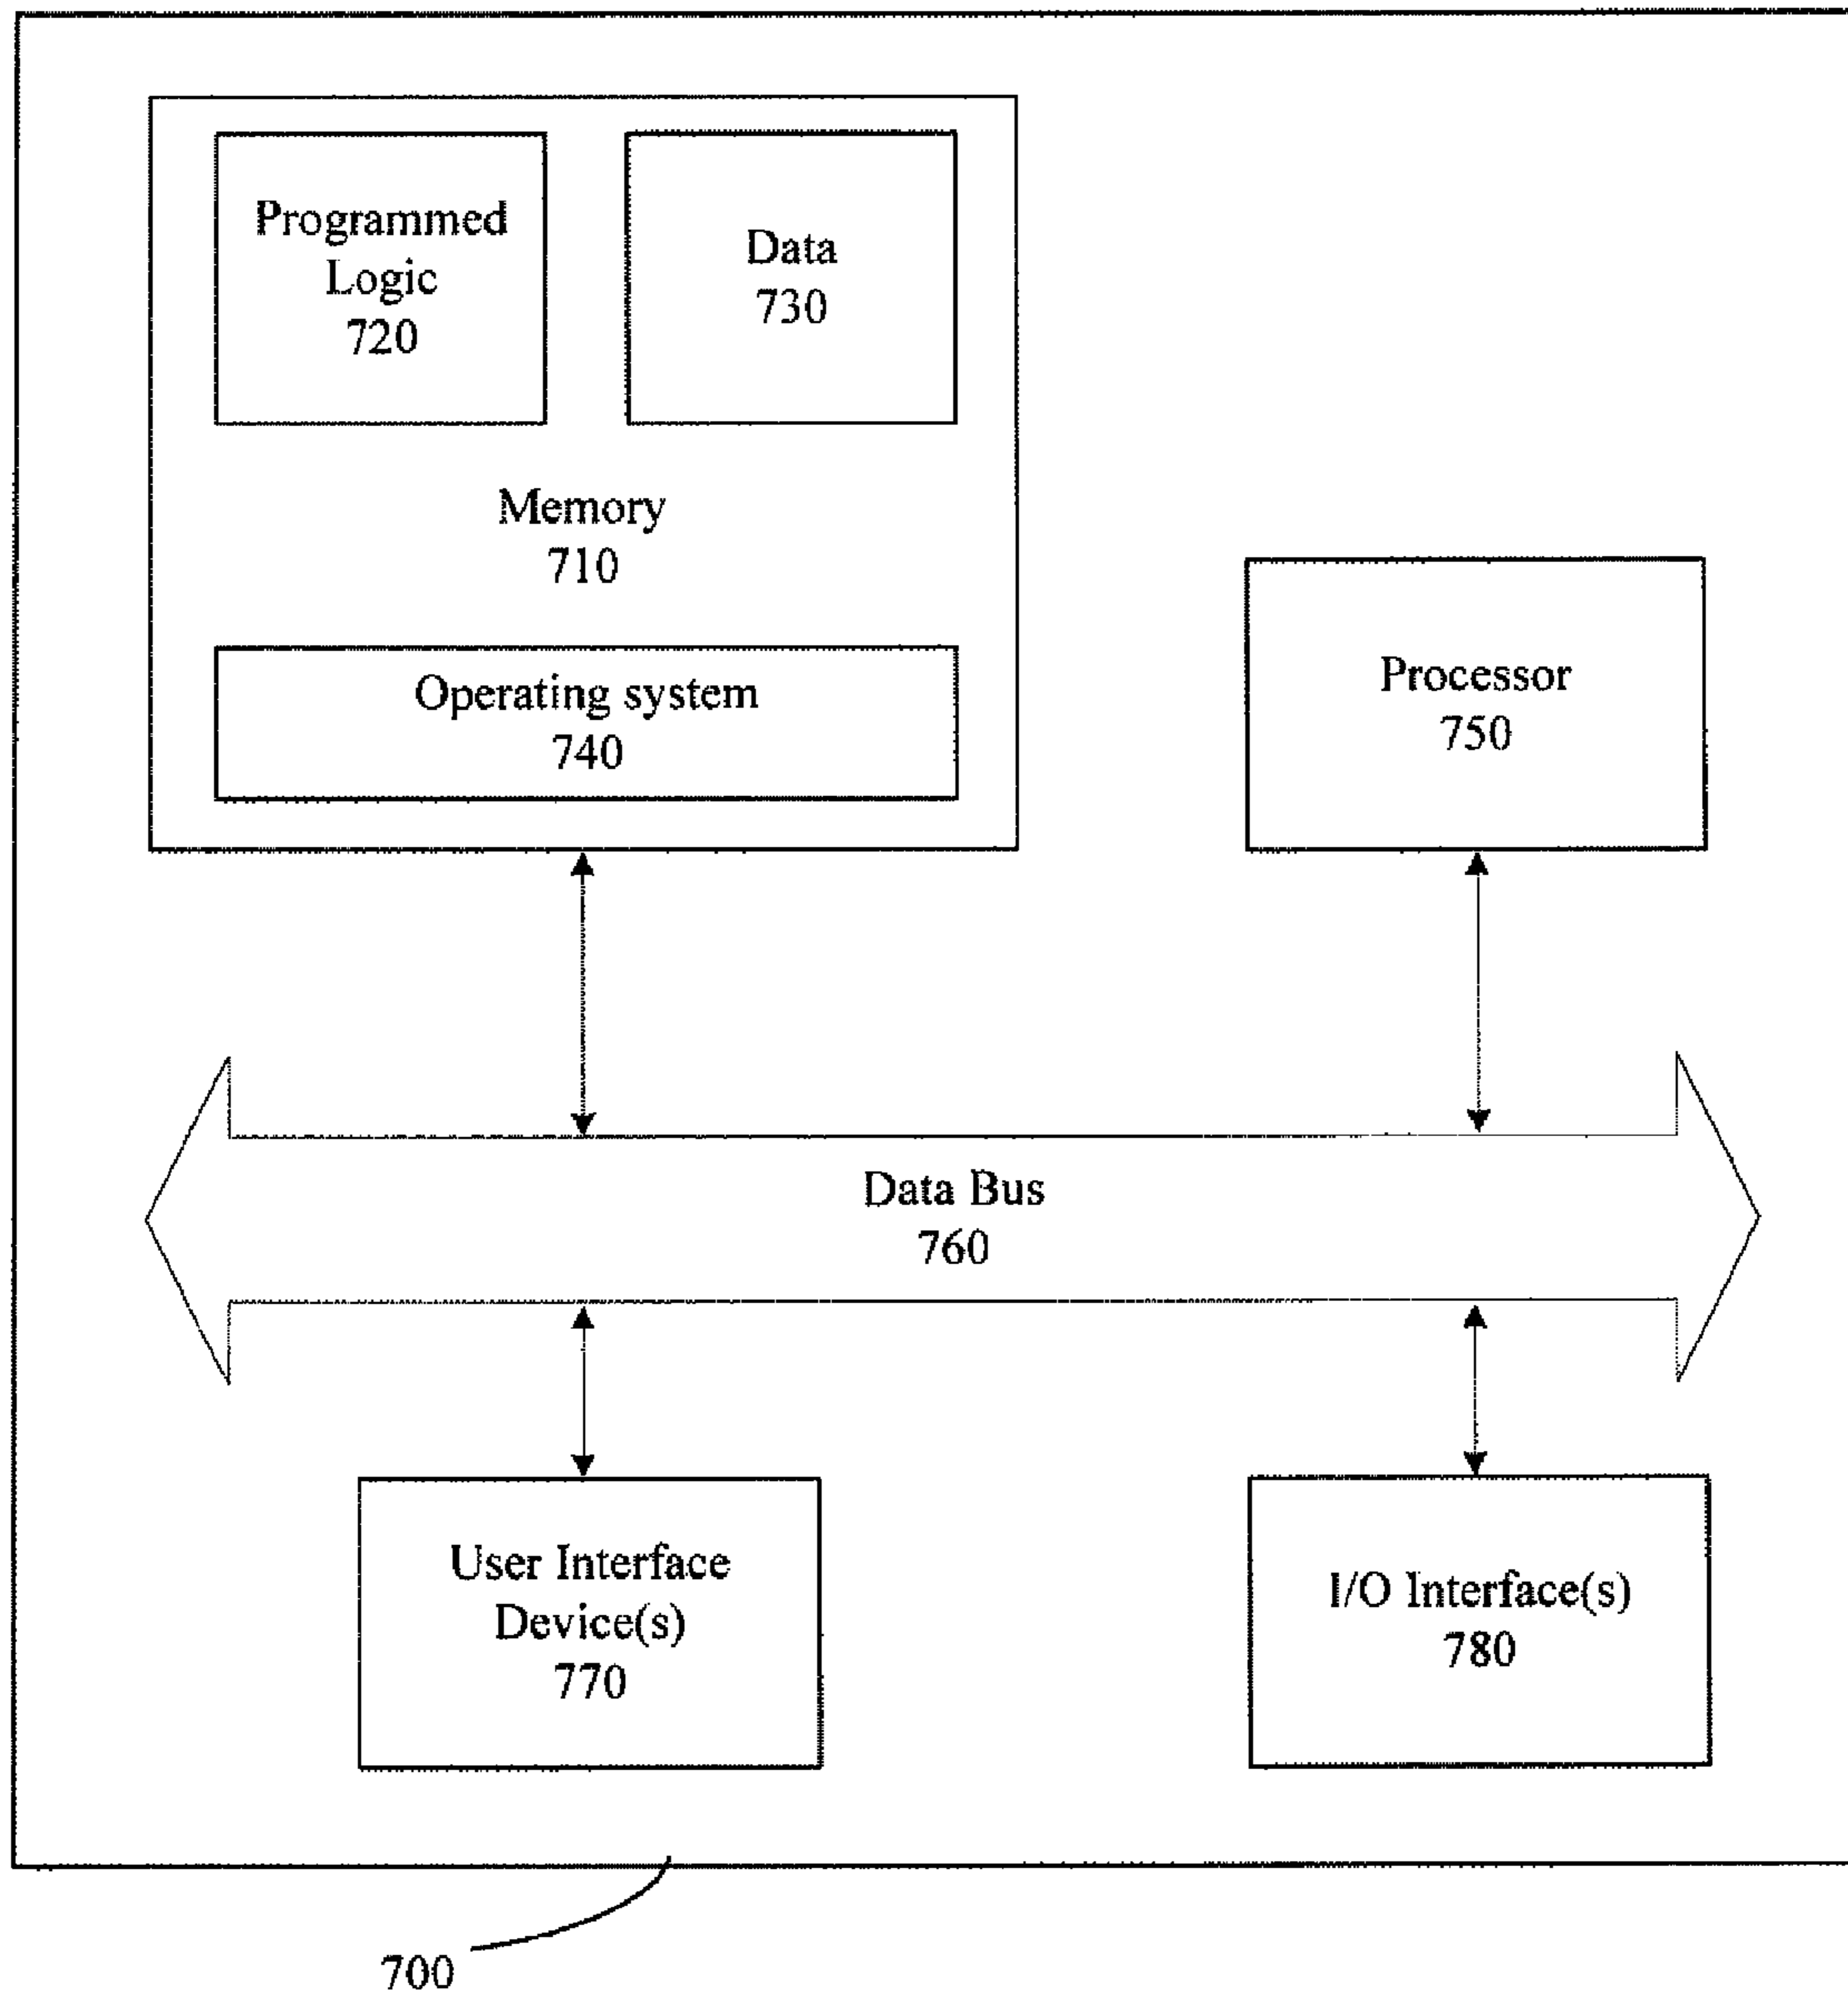 Programmed
Logic
720
Data
730
Memory
710
Operating system
740
Processor
750
Data Bus
760
User Interface
Device(s)
770
I/O Interface(s)
780
700